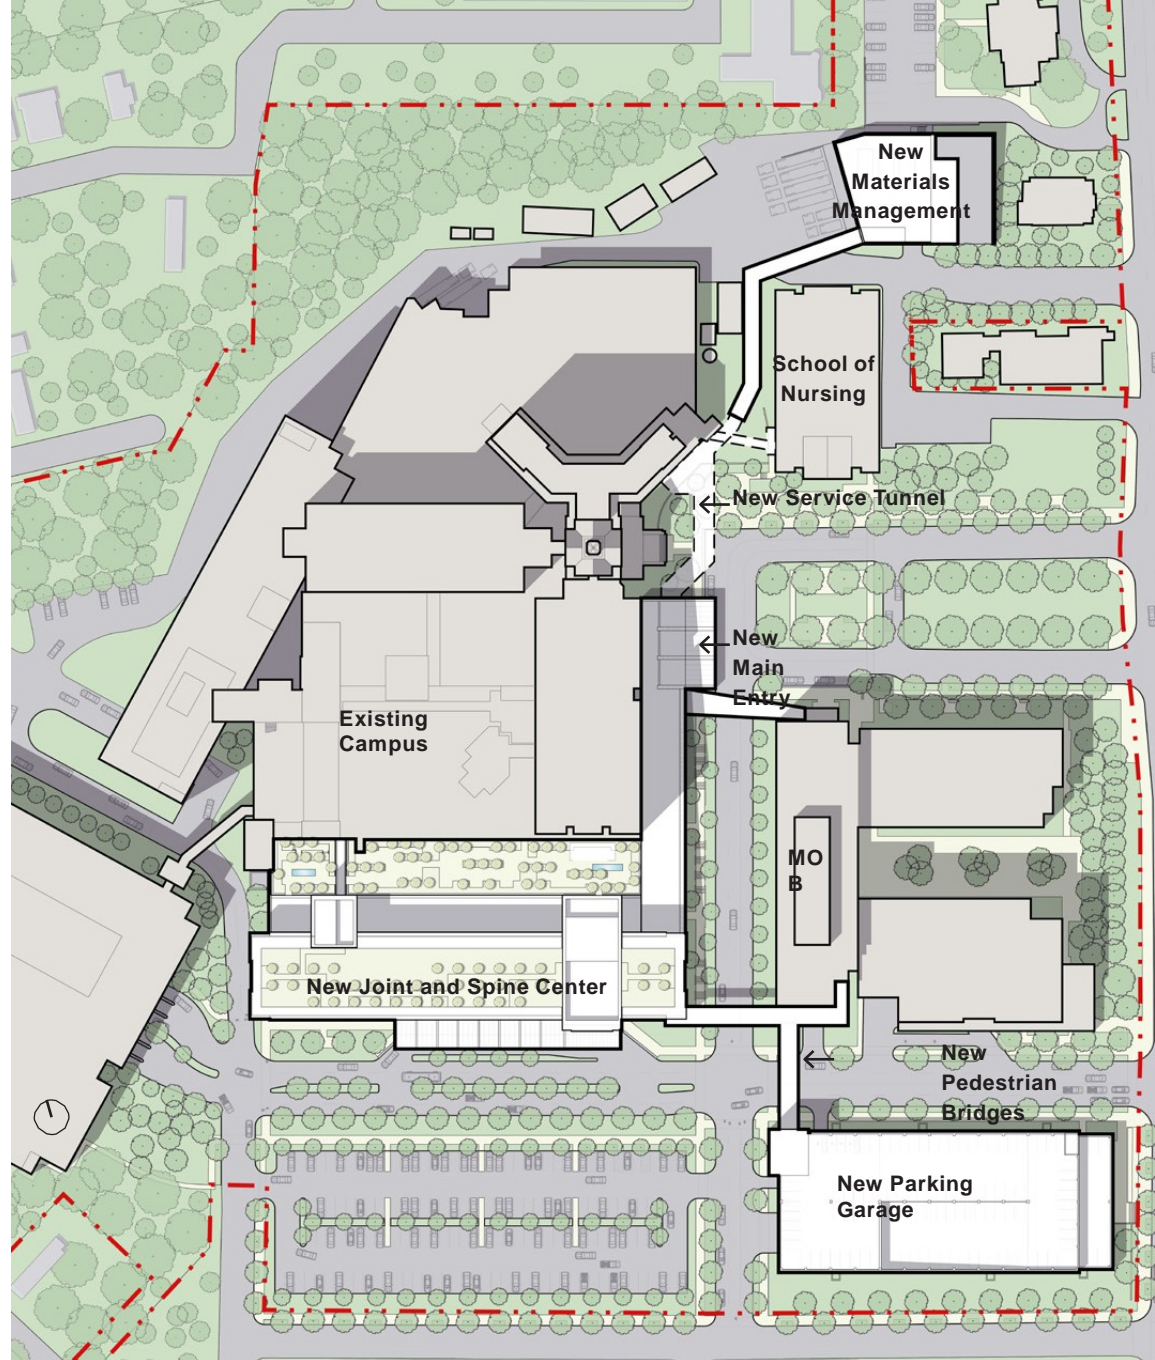 New
Materials
Management
School of
Nursing
New Service Tunnel
New
Main
Entry
Existing
Campus
MO
B
New Joint and Spine Center
New
Pedestrian
Bridges
New Parking
Garage